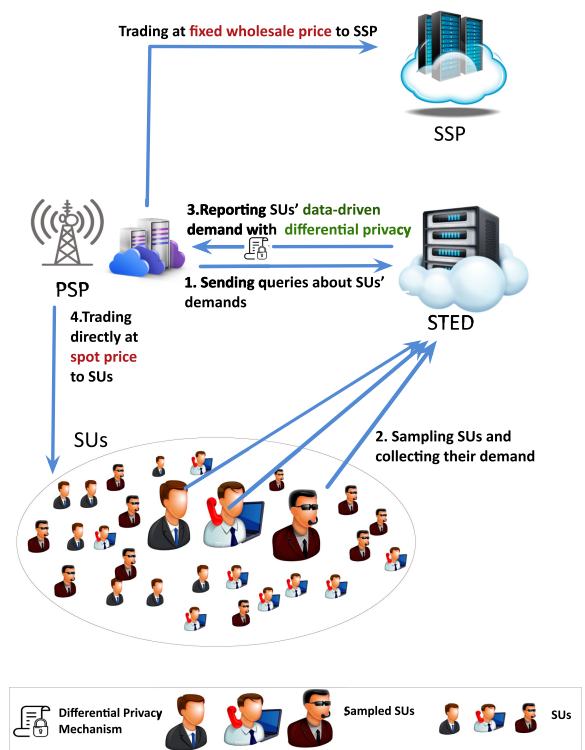 Trading at fixed wholesale price to SSP
SSP
3.Reporting SUs' data-driven
demand with differential privacy
PSP
1. Sending queries about SUs'
demands
STED
4.Trading
directly at
spot price
to SUs
SUs
2. Sampling SUs and
collecting their demand
Differential Privacy
Mechanism
Sampled SUs
SUs